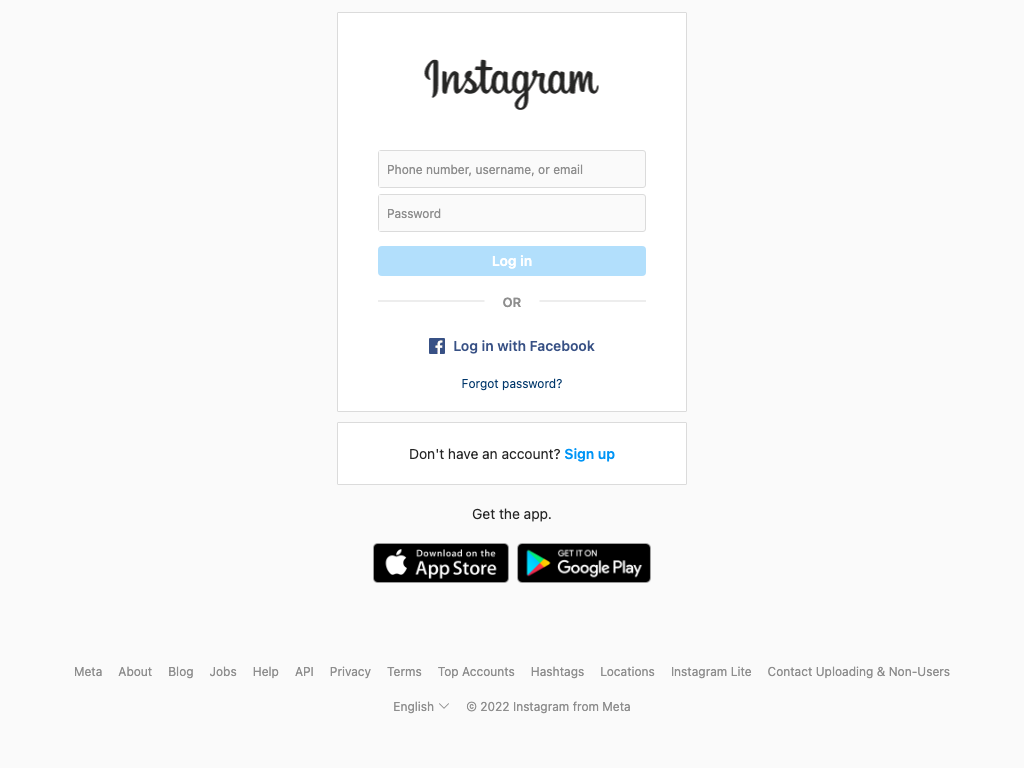 Instagram
Phone number, username, or email
Password
Log in
OR
Log in with Facebook
Forgot password?
Don't have an account? Sign up
Get the app.
Download on the App Store
GET IT ON Google Play
Meta About Blog Jobs Help API Privacy Terms Top Accounts Hashtags Locations Instagram Lite Contact Uploading & Non-Users
English © 2022 Instagram from Meta